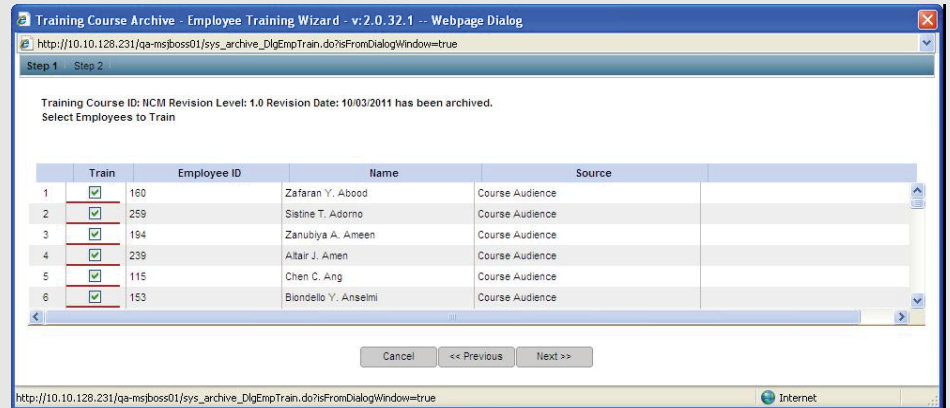 Training Course Archive - Employee Training Wizard - v:2.0.32.1 -- Webpage Dialog
http://10.10.128.231/qa-msjboss01/sys_archive_DlgEmpTrain.do?isFromDialogWindow=true
Step 1 Step 2
Training Course ID: NCM Revision Level: 1.0 Revision Date: 10/03/2011 has been archived.
Select Employees to Train
Train Employee ID Name Source
1 160 Zafaran Y. Abood Course Audience
2 259 Sistine T. Adorno Course Audience
3 194 Zanubiya A. Ameen Course Audience
4 239 Altair J. Amen Course Audience
5 115 Chen C. Ang Course Audience
6 153 Biondello Y. Anselmi Course Audience
Cancel << Previous Next >>
http://10.10.128.231/qa-msjboss01/sys_archive_DlgEmpTrain.do?isFromDialogWindow=true Internet